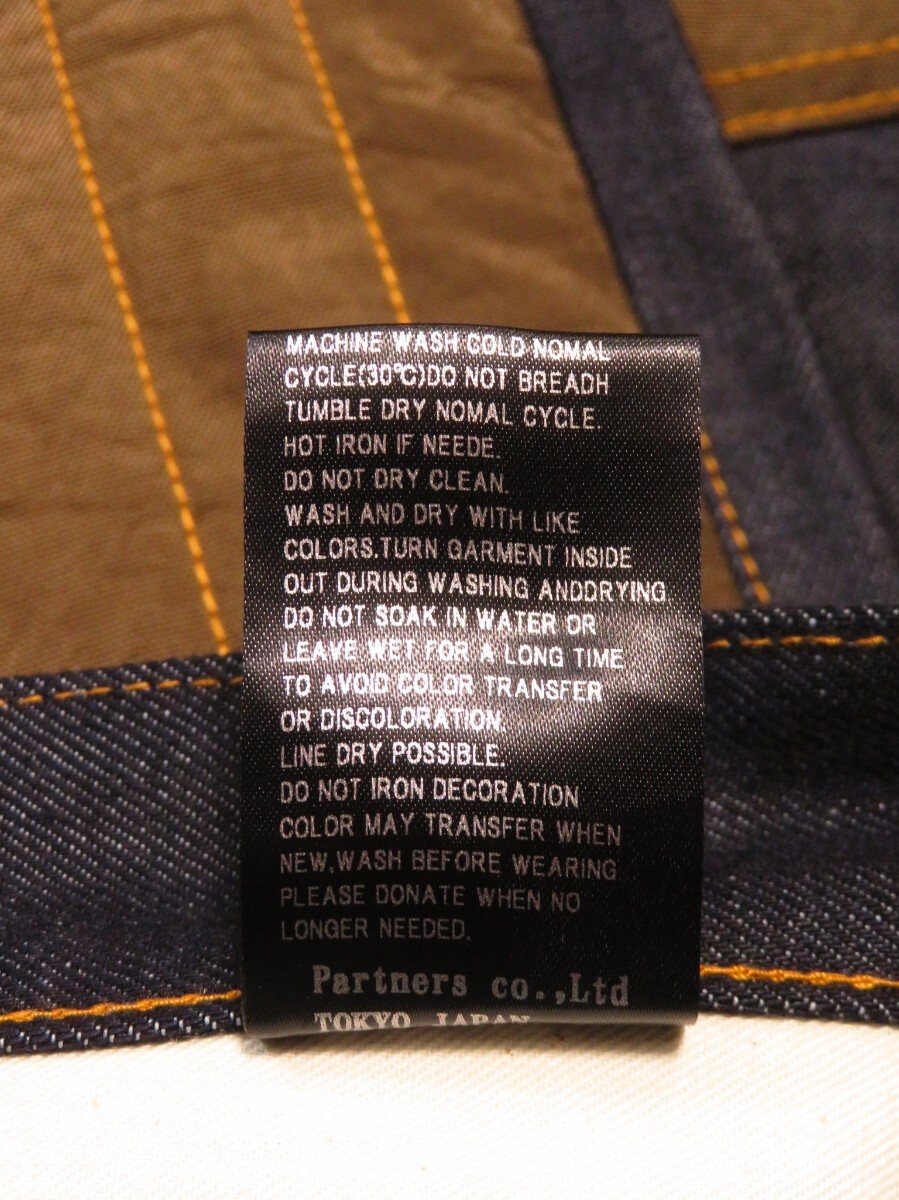 MACHINE WASH COLD NOMAL
CYCLE(30℃)DO NOT BREADH
TUMBLE DRY NOMAL CYCLE.
HOT IRON IF NEEDE.
DO NOT DRY CLEAN.
WASH AND DRY WITH LIKE
COLORS.TURN GARMENT INSIDE
OUT DURING WASHING ANDDRYING.
DO NOT SOAK IN WATER OR
LEAVE WET FOR A LONG TIME
TO AVOID COLOR TRANSFER
OR DISCOLORATION.
LINE DRY POSSIBLE.
DO NOT IRON DECORATION
COLOR MAY TRANSFER WHEN
NEW,WASH BEFORE WEARING
PLEASE DONATE WHEN NO
LONGER NEEDED.
Partners co.,Ltd
TOKYO JAPAN